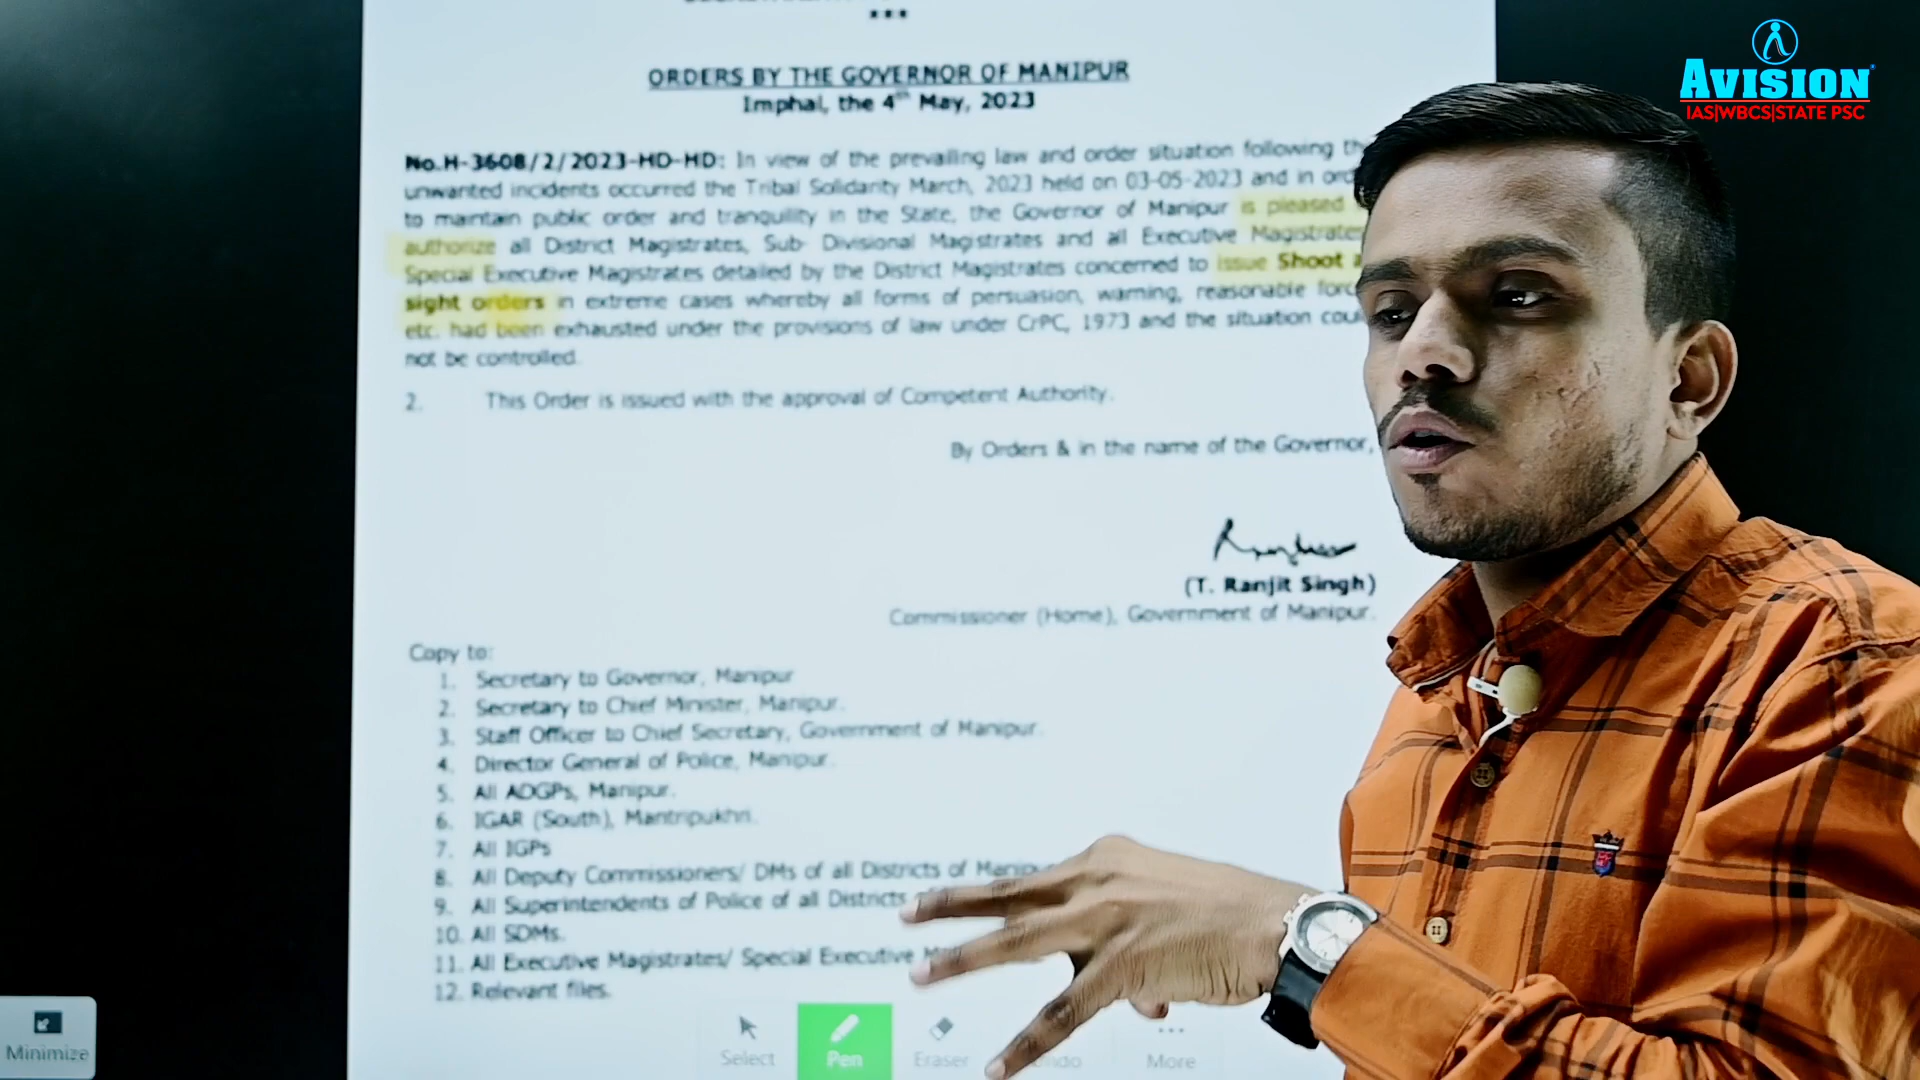 ***
ORDERS BY THE GOVERNOR OF MANIPUR
Imphal, the 4th May, 2023
No.H-3608/2/2023-HD-HD: In view of the prevailing law and order situation following th
unwanted incidents occurred the Tribal Solidarity March, 2023 held on 03-05-2023 and in ord
to maintain public order and tranquility in the State, the Governor of Manipur is pleased
authorize all District Magistrates, Sub- Divisional Magistrates and all Executive Magistrates
Special Executive Magistrates detailed by the District Magistrates concerned to issue Shoot a
sight orders in extreme cases whereby all forms of persuasion, warning, reasonable forc
etc. had been exhausted under the provisions of law under CrPC, 1973 and the situation coul
not be controlled.
2. This Order is issued with the approval of Competent Authority.
By Orders & in the name of the Governor,
(T. Ranjit Singh)
Commissioner (Home), Government of Manipur.
Copy to:
1. Secretary to Governor, Manipur
2. Secretary to Chief Minister, Manipur.
3. Staff Officer to Chief Secretary, Government of Manipur.
4. Director General of Police, Manipur.
5. All ADGPs, Manipur.
6. IGAR (South), Mantripukhri.
7. All IGPs
8. All Deputy Commissioners/ DMs of all Districts of Manipu
9. All Superintendents of Police of all Districts
10. All SDMs.
11. All Executive Magistrates/ Special Executive
12. Relevant files.
Minimize
Select
Pen
Eraser
More
AVISION
IAS|WBCS|STATE PSC